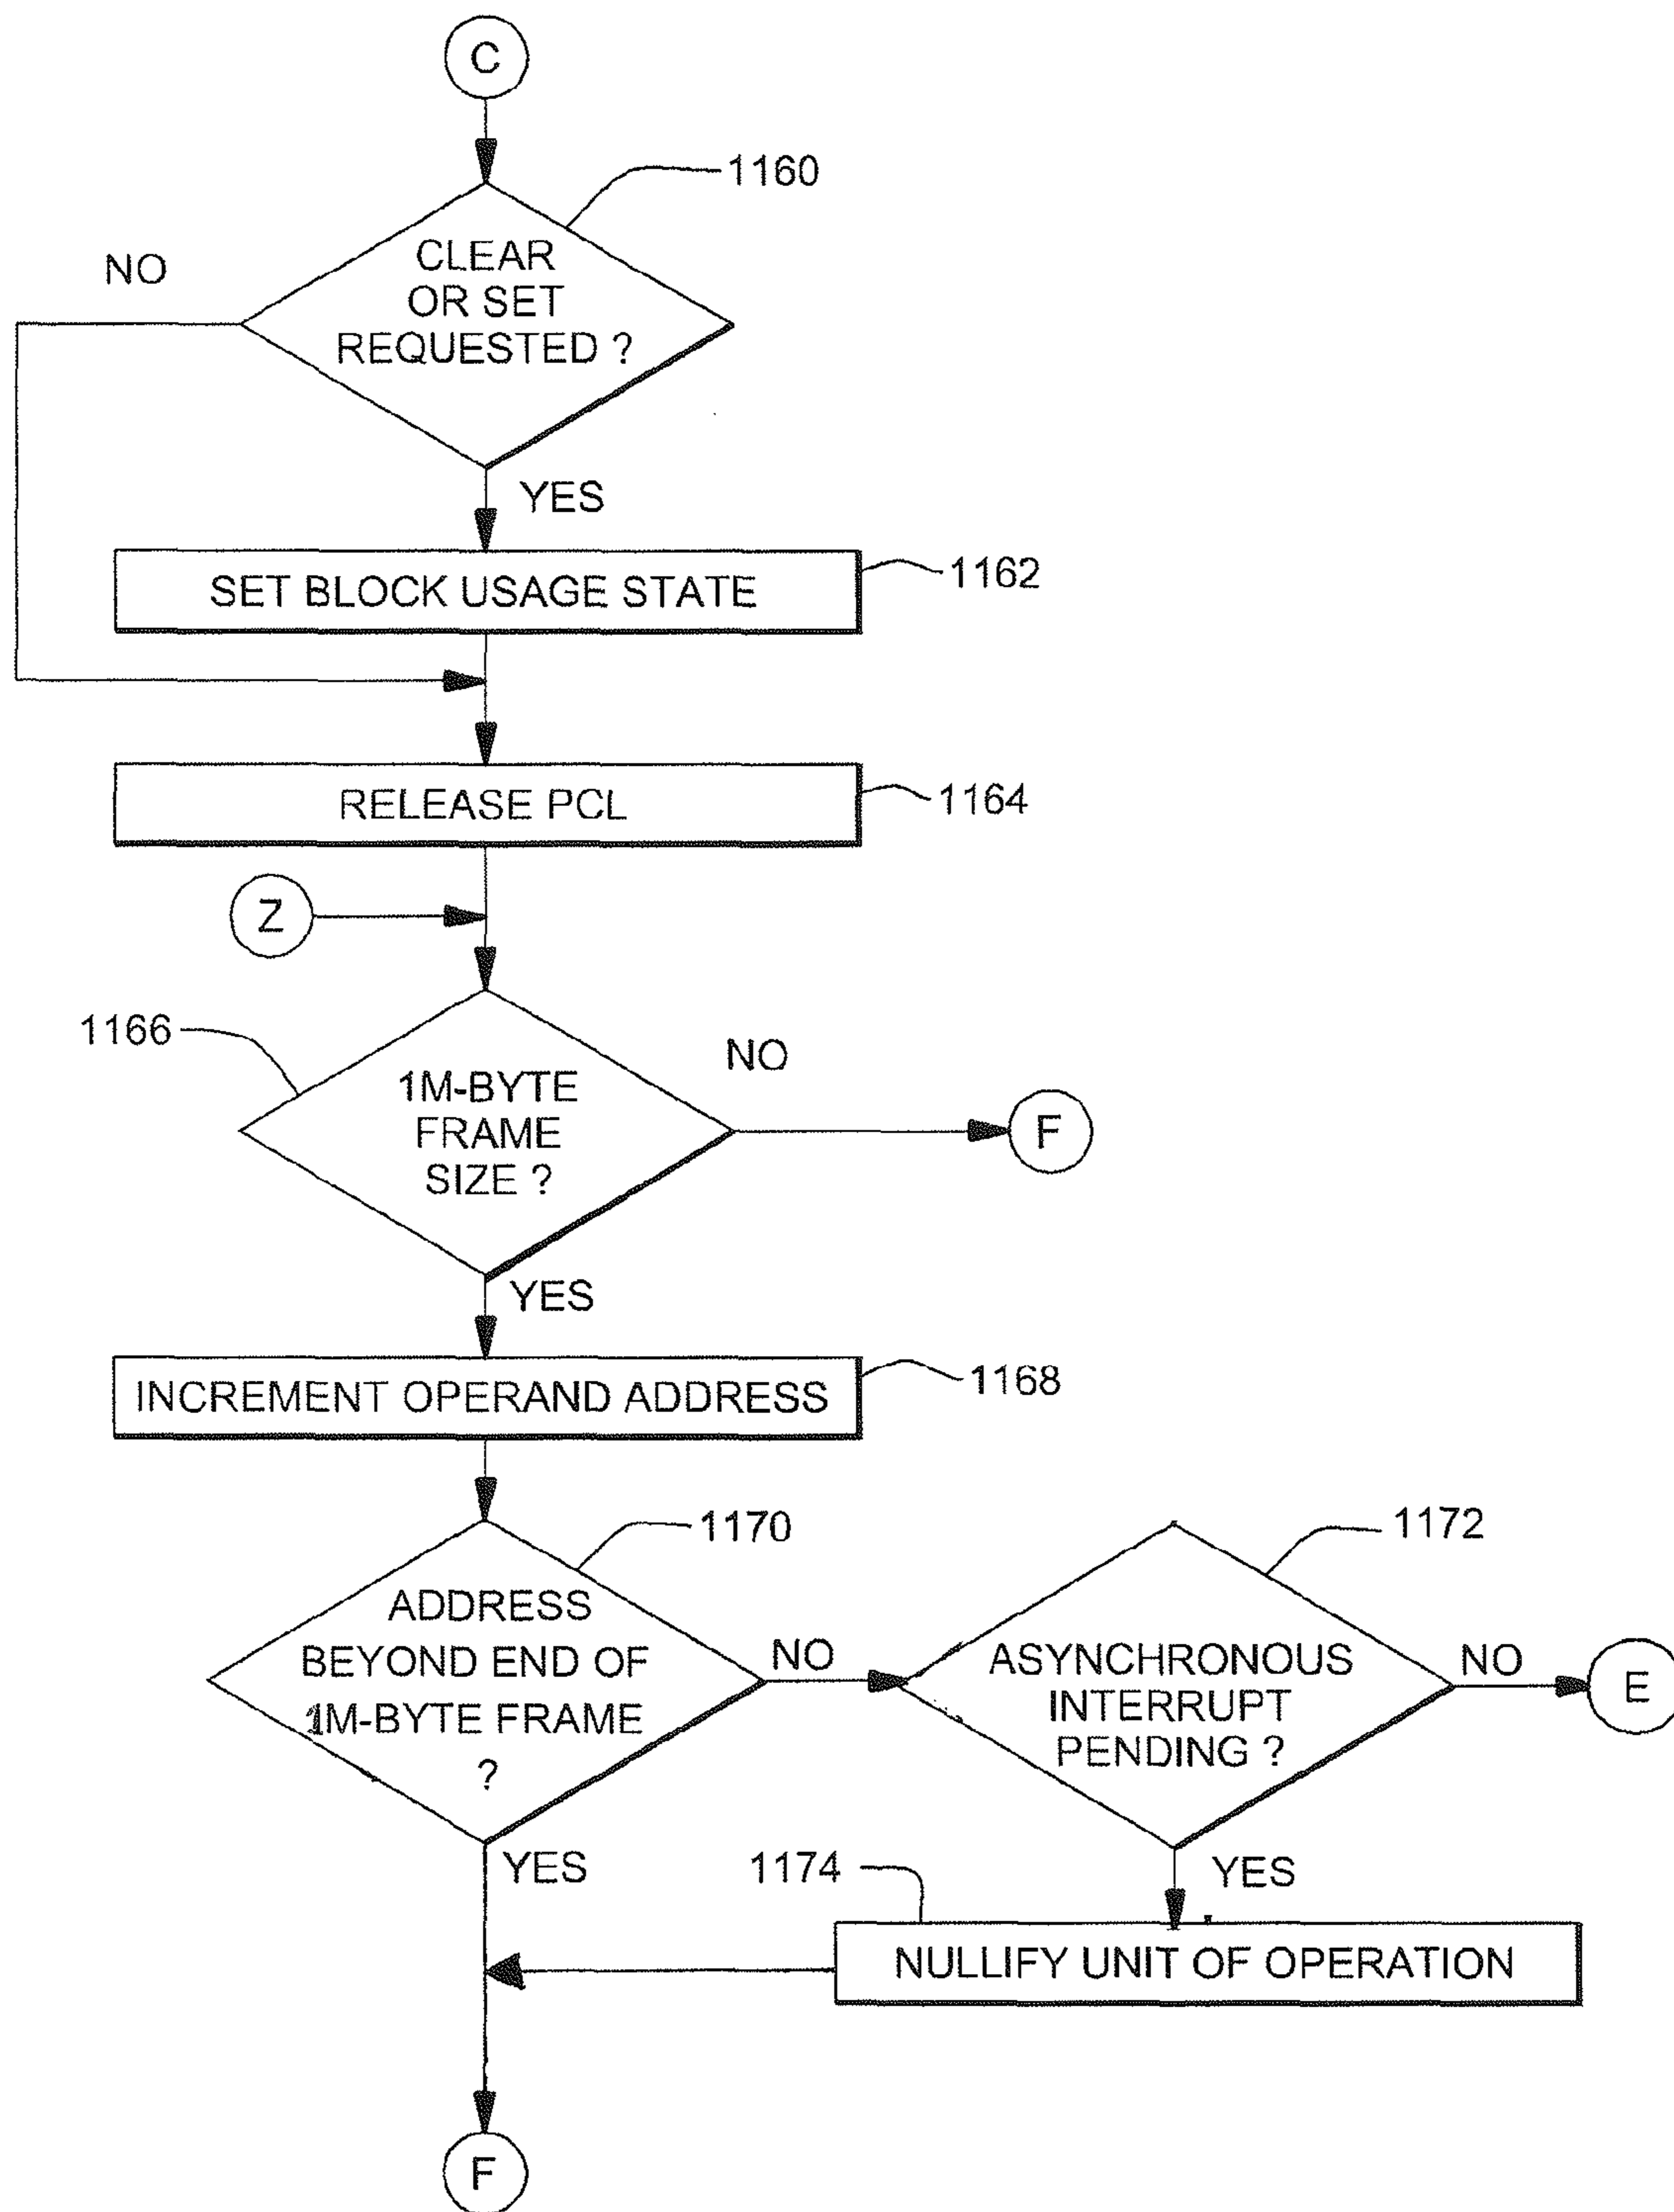 C
1160
CLEAR
OR SET
REQUESTED ?
NO
YES
SET BLOCK USAGE STATE
1162
RELEASE PCL
1164
Z
1166
1M-BYTE
FRAME
SIZE ?
NO
F
YES
INCREMENT OPERAND ADDRESS
1168
1170
ADDRESS
BEYOND END OF
1M-BYTE FRAME
?
NO
1172
ASYNCHRONOUS
INTERRUPT
PENDING ?
NO
E
YES
YES
1174
NULLIFY UNIT OF OPERATION
F